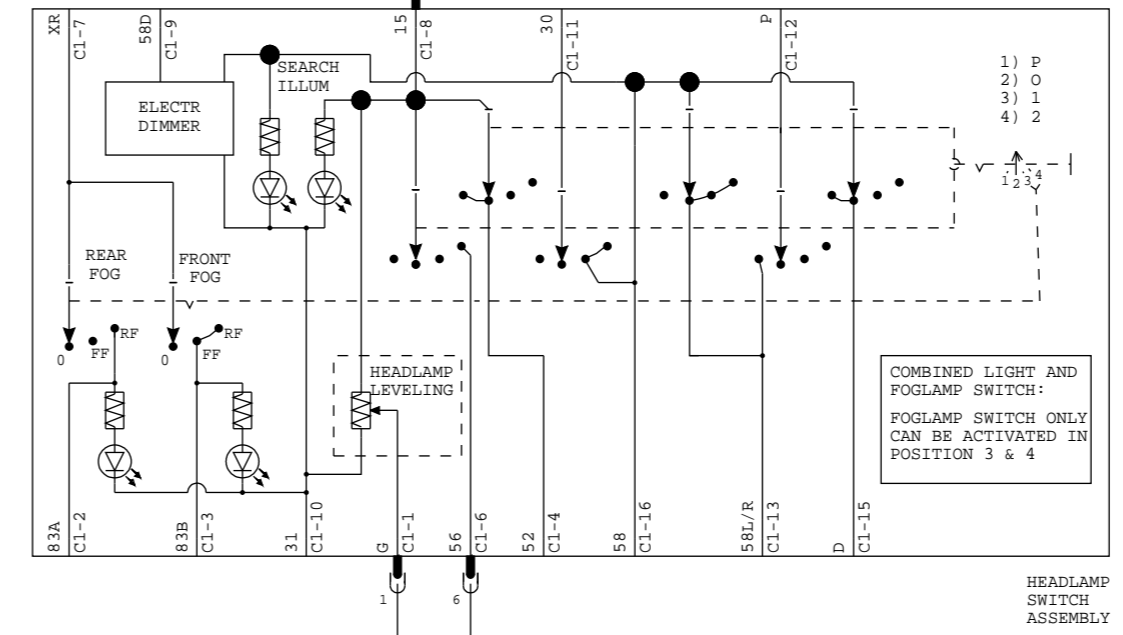 XR
C1-7
58D
C1-9
15
C1-8
30
C1-11
P
C1-12
1) P
2) O
3) 1
4) 2
SEARCH
ILLUM
ELECTR
DIMMER
1 2 3 4
REAR
FOG
FRONT
FOG
0
FF
RF
0
FF
RF
HEADLAMP
LEVELING
COMBINED LIGHT AND
FOGLAMP SWITCH:
FOGLAMP SWITCH ONLY
CAN BE ACTIVATED IN
POSITION 3 & 4
83A
C1-2
83B
C1-3
31
C1-10
G
C1-1
56
C1-6
52
C1-4
58
C1-16
58L/R
C1-13
D
C1-15
1
6
HEADLAMP
SWITCH
ASSEMBLY